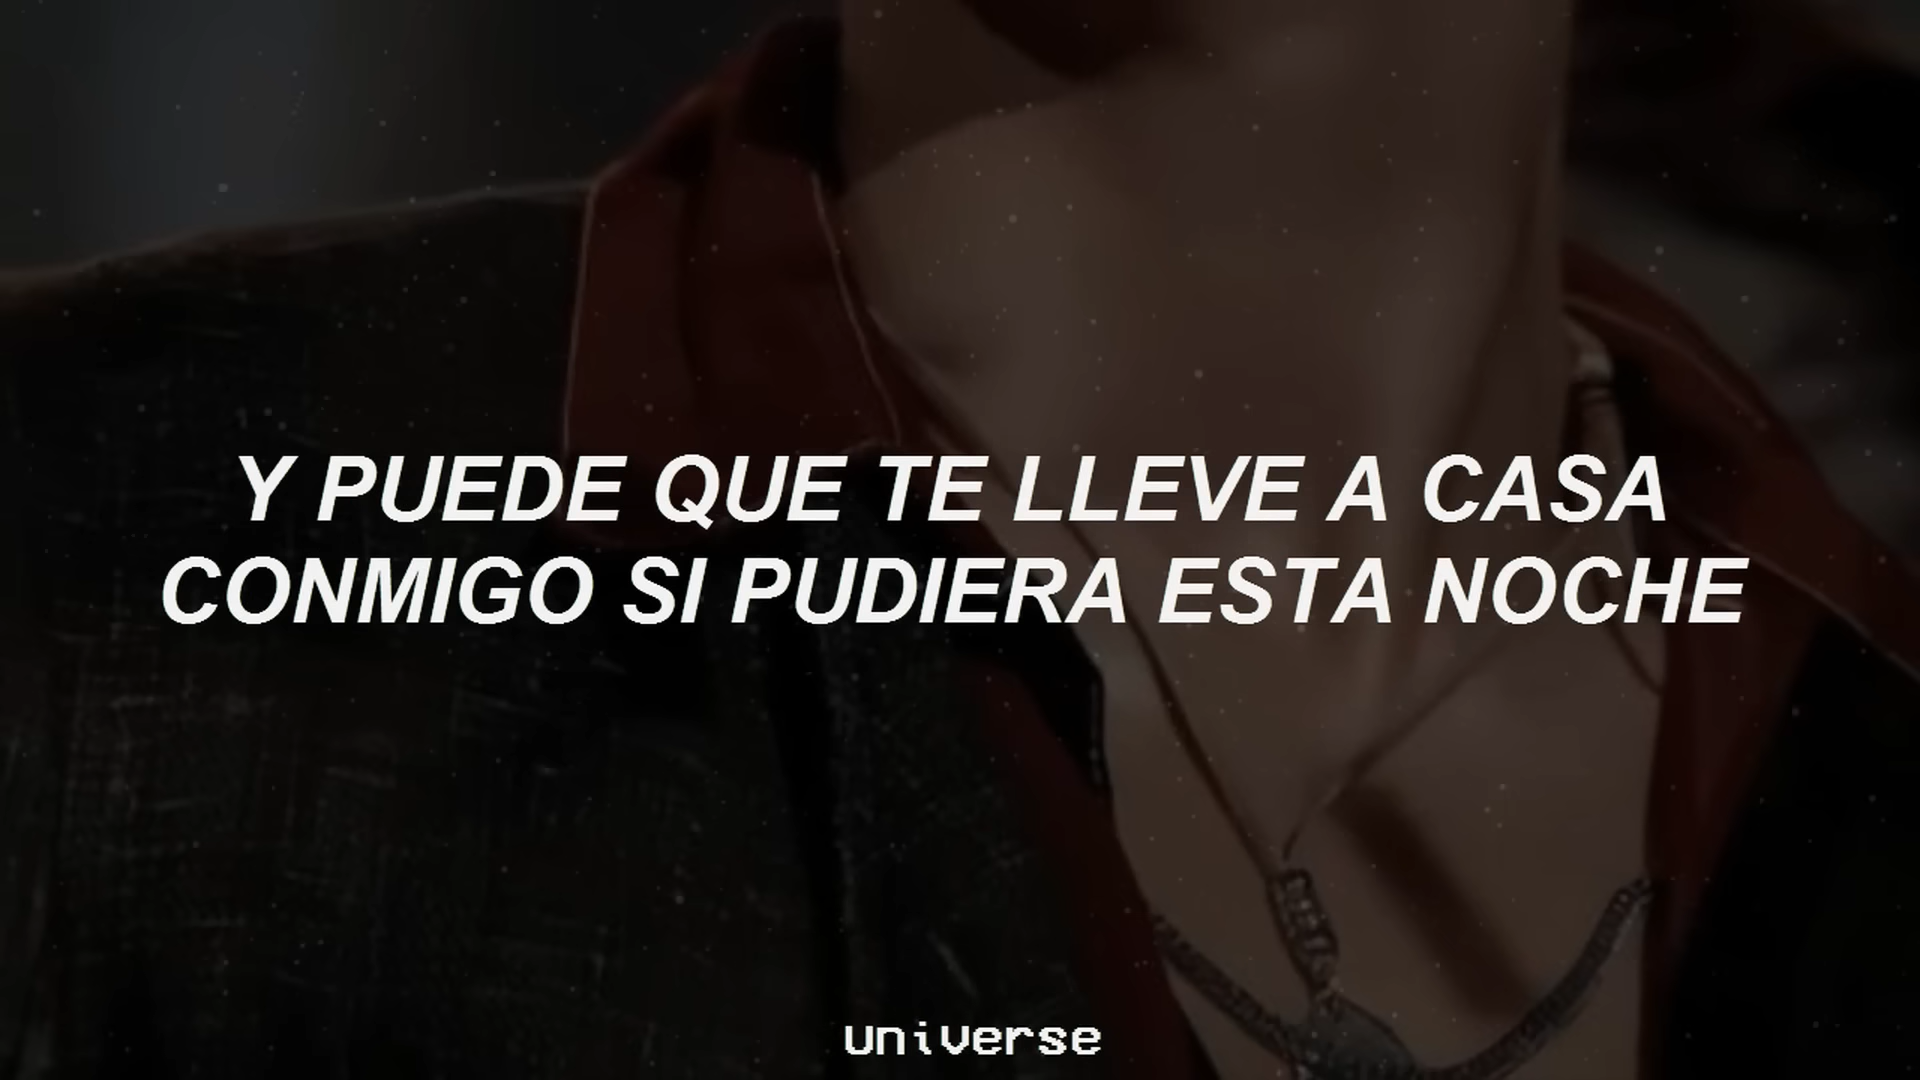 Y PUEDE QUE TE LLEVE A CASA
CONMIGO SI PUDIERA ESTA NOCHE
universe